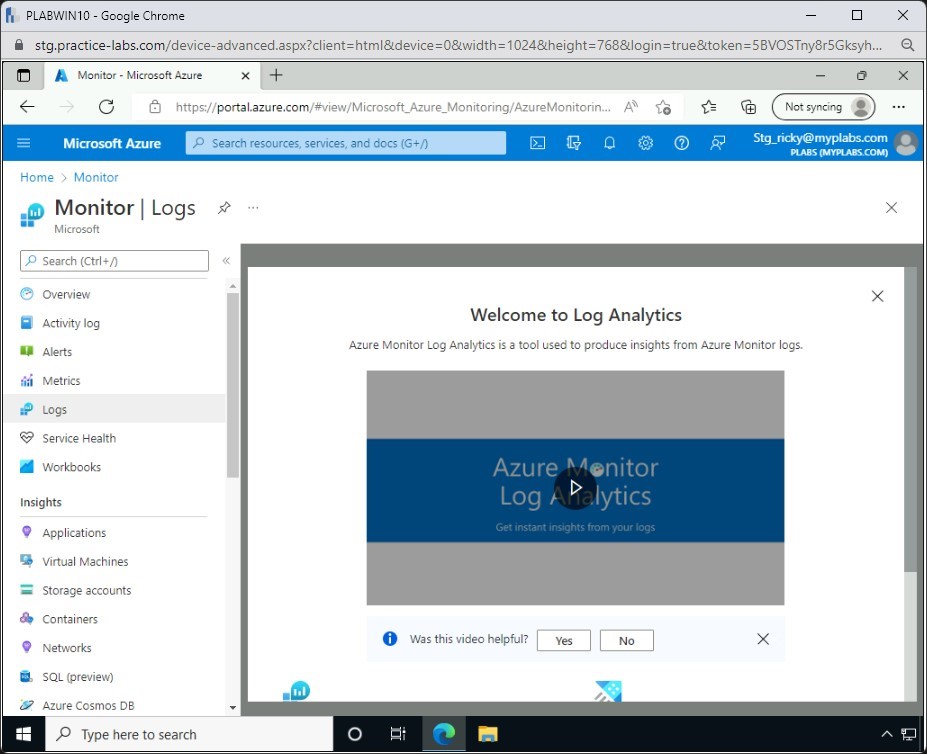 PLABWIN10 - Google Chrome
stg.practice-labs.com/device-advanced.aspx?client=html&device=0&width=1024&height=768&login=true&token=5BVOSTny8r5Gksyh...
Monitor - Microsoft Azure
https://portal.azure.com/#view/Microsoft_Azure_Monitoring/AzureMonitorin...
Not syncing
Microsoft Azure
Search resources, services, and docs (G+/)
Stg_ricky@myplabs.com
PLABS (MYPLABS.COM)
Home > Monitor
Monitor | Logs
Microsoft
Search (Ctrl+/)
Overview
Activity log
Alerts
Metrics
Logs
Service Health
Workbooks
Insights
Applications
Virtual Machines
Storage accounts
Containers
Networks
SQL (preview)
Azure Cosmos DB
Welcome to Log Analytics
Azure Monitor Log Analytics is a tool used to produce insights from Azure Monitor logs.
Azure Monitor
Log Analytics
Get instant insights from your logs
Was this video helpful?
Yes
No
Type here to search